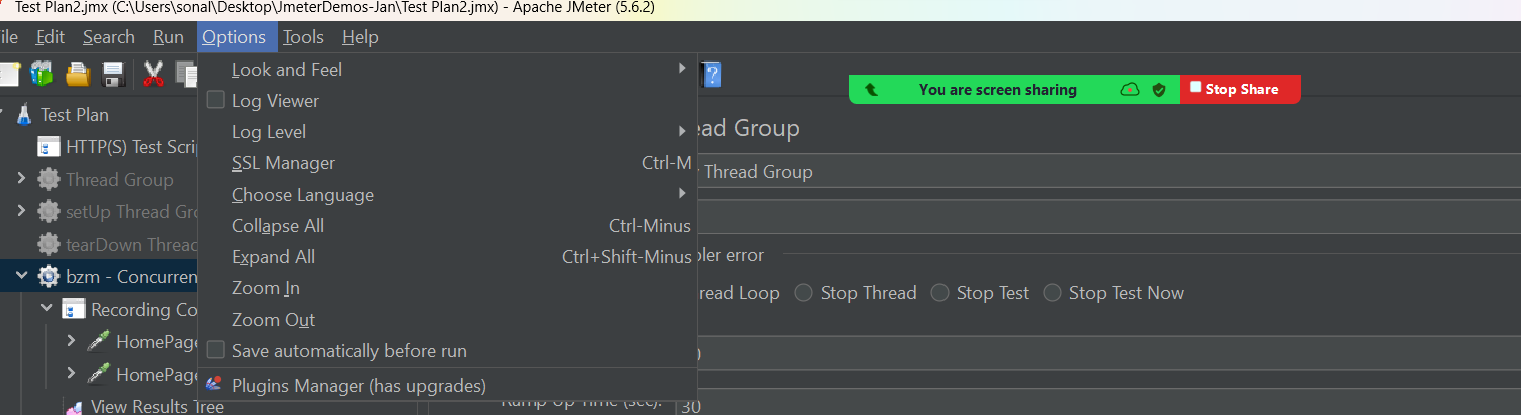 Test Plan2.jmx (C:\Users\sonal\Desktop\JmeterDemos-Jan\Test Plan2.jmx) - Apache JMeter (5.6.2)
ile Edit Search Run Options Tools Help
Look and Feel
Log Viewer
Log Level
SSL Manager Ctrl-M
Choose Language
Collapse All Ctrl-Minus
Expand All Ctrl+Shift-Minus
Zoom In
Zoom Out
Save automatically before run
Plugins Manager (has upgrades)
You are screen sharing Stop Share
Test Plan
HTTP(S) Test Scri
Thread Group
setUp Thread Gr
tearDown Thread
bzm - Concurren
Recording Co
HomePage
HomePage
View Results Tree
ead Group
Thread Group
pler error
read Loop Stop Thread Stop Test Stop Test Now
Ramp Up Time (sec): 30